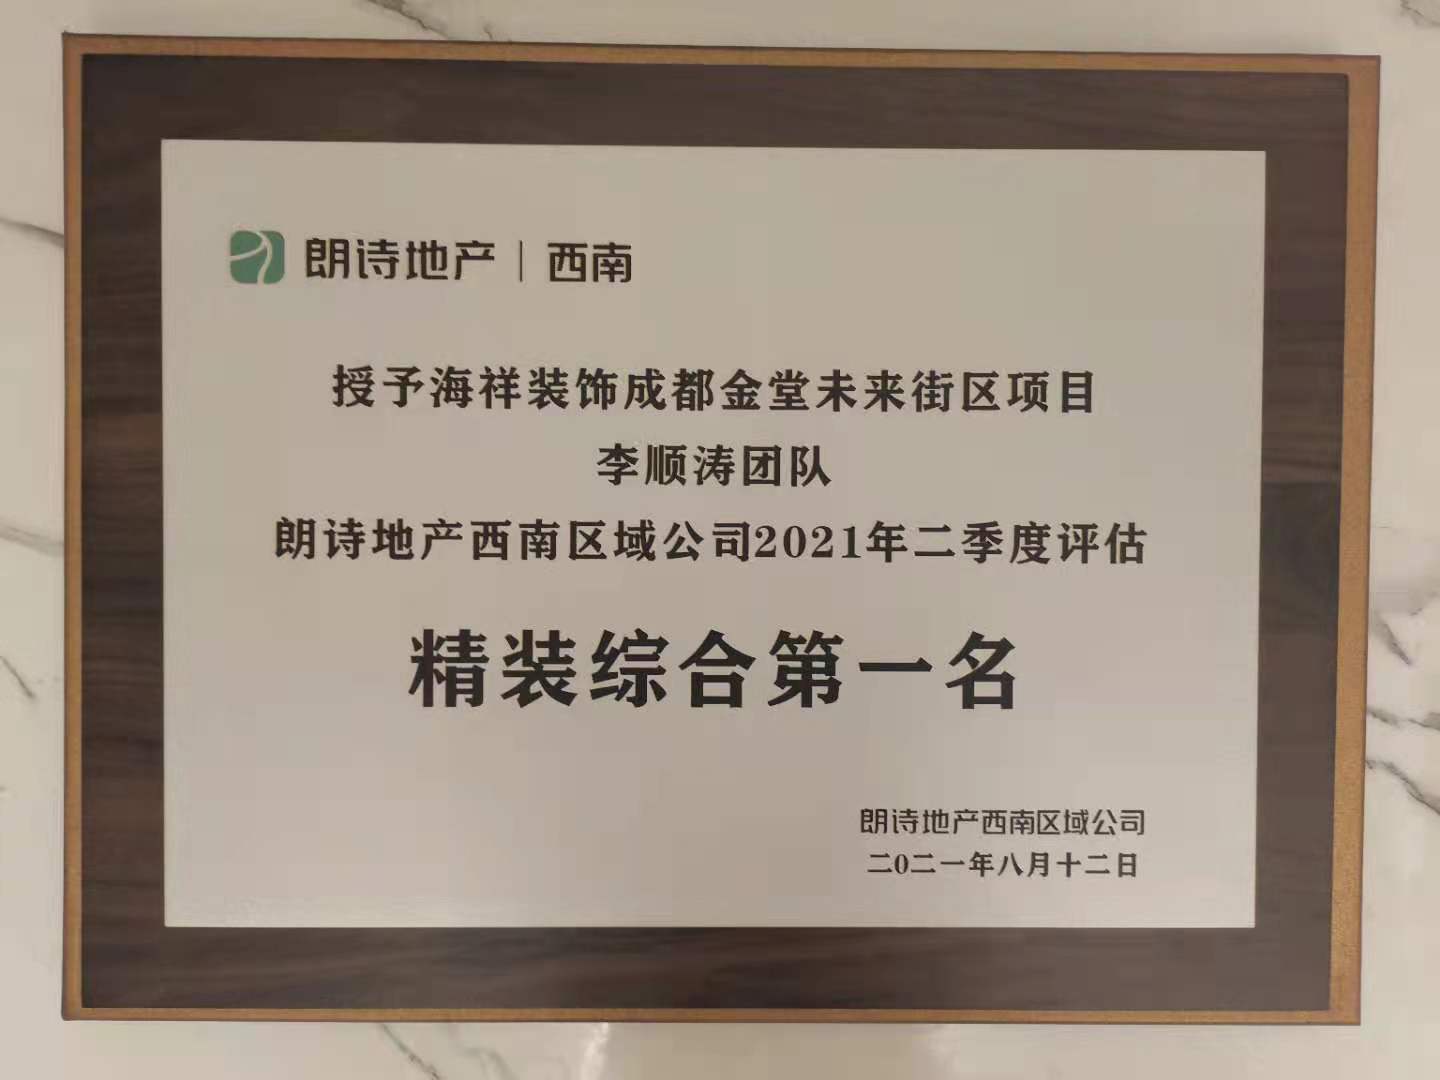 朗诗地产 | 西南
授予海祥装饰成都金堂未来街区项目
李顺涛团队
朗诗地产西南区域公司2021年二季度评估
精装综合第一名
朗诗地产西南区域公司
二0二一年八月十二日